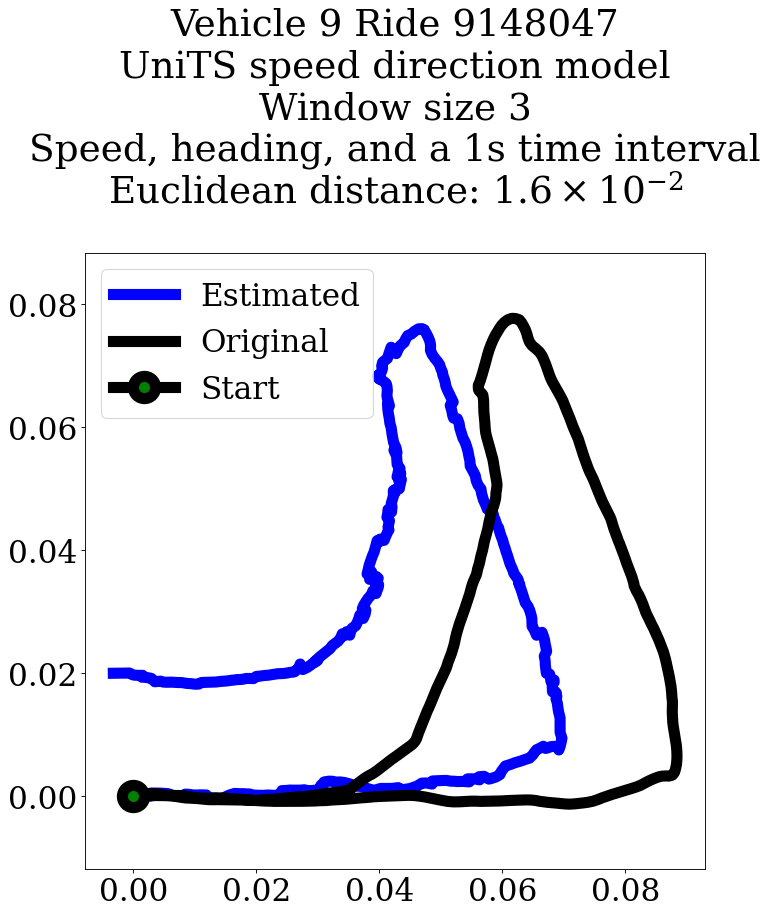 Vehicle 9 Ride 9148047
UniTS speed direction model
Window size 3
Speed, heading, and a 1s time interval
Euclidean distance: 1.6 × 10⁻²
Estimated
Original
Start
0.08
0.06
0.04
0.02
0.00
0.00 0.02 0.04 0.06 0.08